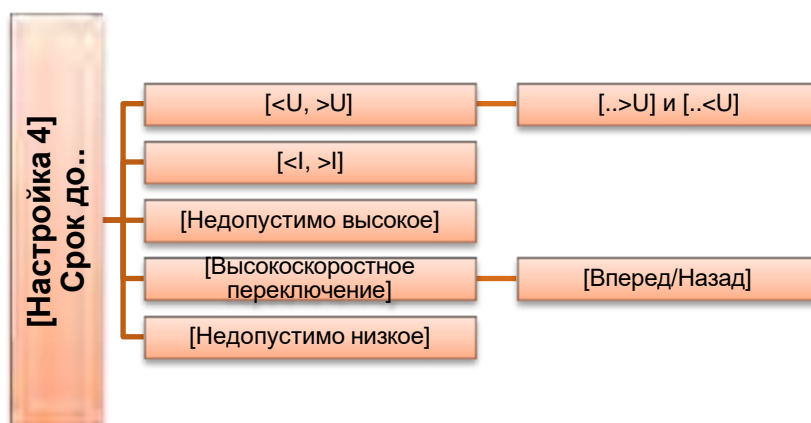 [Настройка 4]
Срок до..
[<U, >U]
[..>U] и [..<U]
[<I, >I]
[Недопустимо высокое]
[Высокоскоростное
переключение]
[Вперед/Назад]
[Недопустимо низкое]